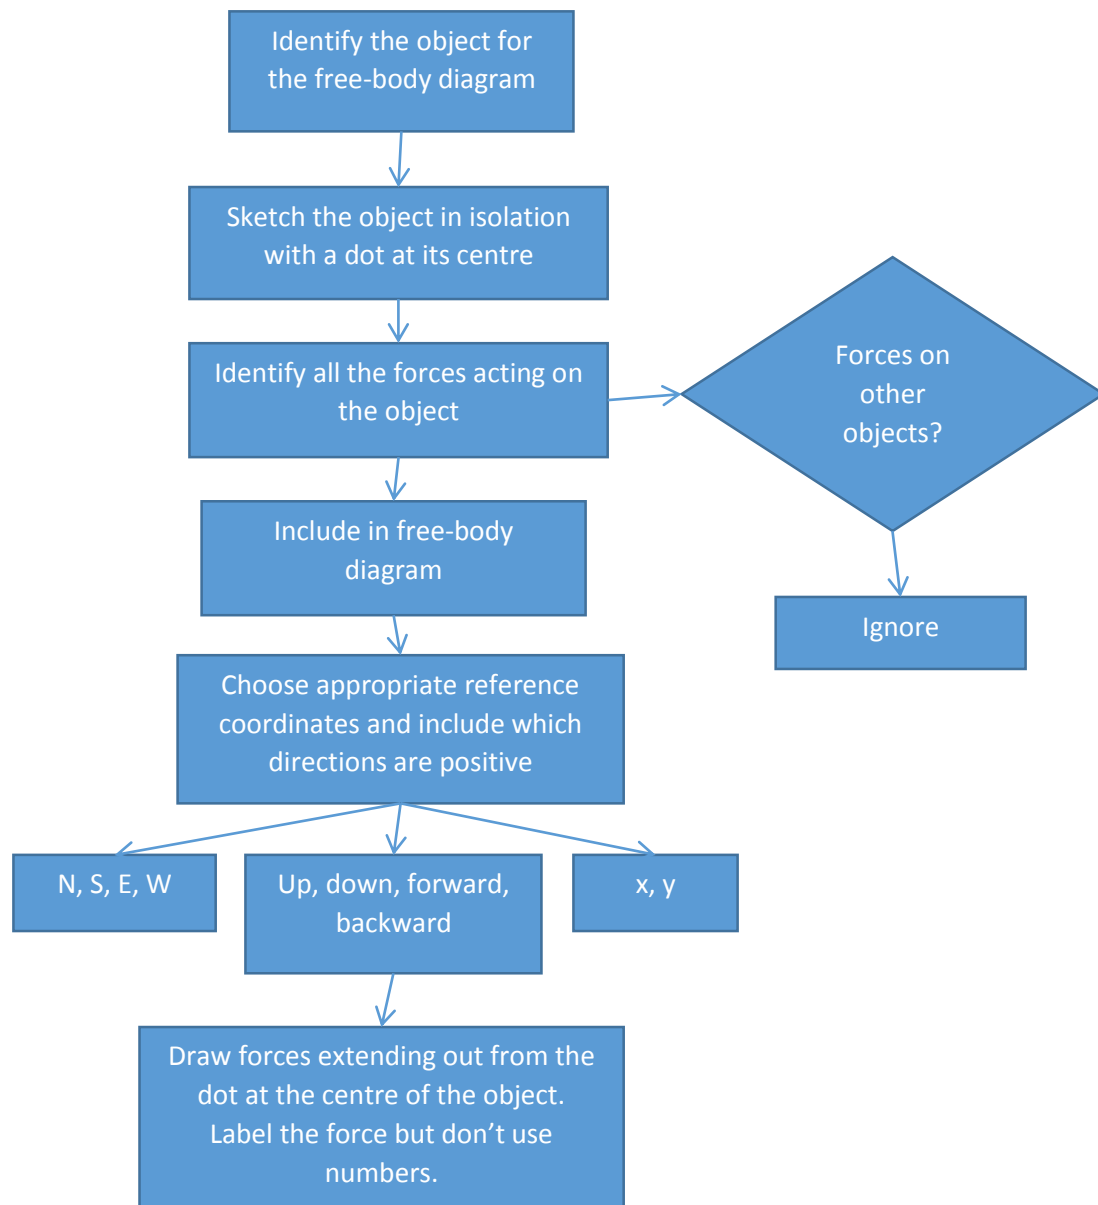 Identify the object for
the free-body diagram
Sketch the object in isolation
with a dot at its centre
Identify all the forces acting on
the object
Forces on
other
objects?
Include in free-body
diagram
Ignore
Choose appropriate reference
coordinates and include which
directions are positive
N, S, E, W
Up, down, forward,
backward
x, y
Draw forces extending out from the
dot at the centre of the object.
Label the force but don’t use
numbers.